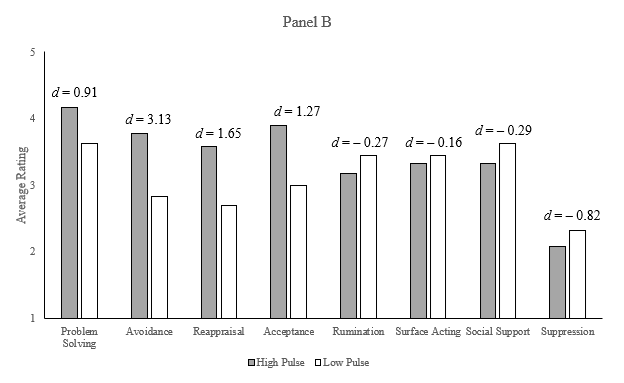 Panel B
5
4
3
2
1
Average Rating
d = 0.91
d = 3.13
d = 1.65
d = 1.27
d = – 0.27
d = – 0.16
d = – 0.29
d = – 0.82
Problem
Solving
Avoidance
Reappraisal
Acceptance
Rumination
Surface Acting
Social Support
Suppression
High Pulse
Low Pulse